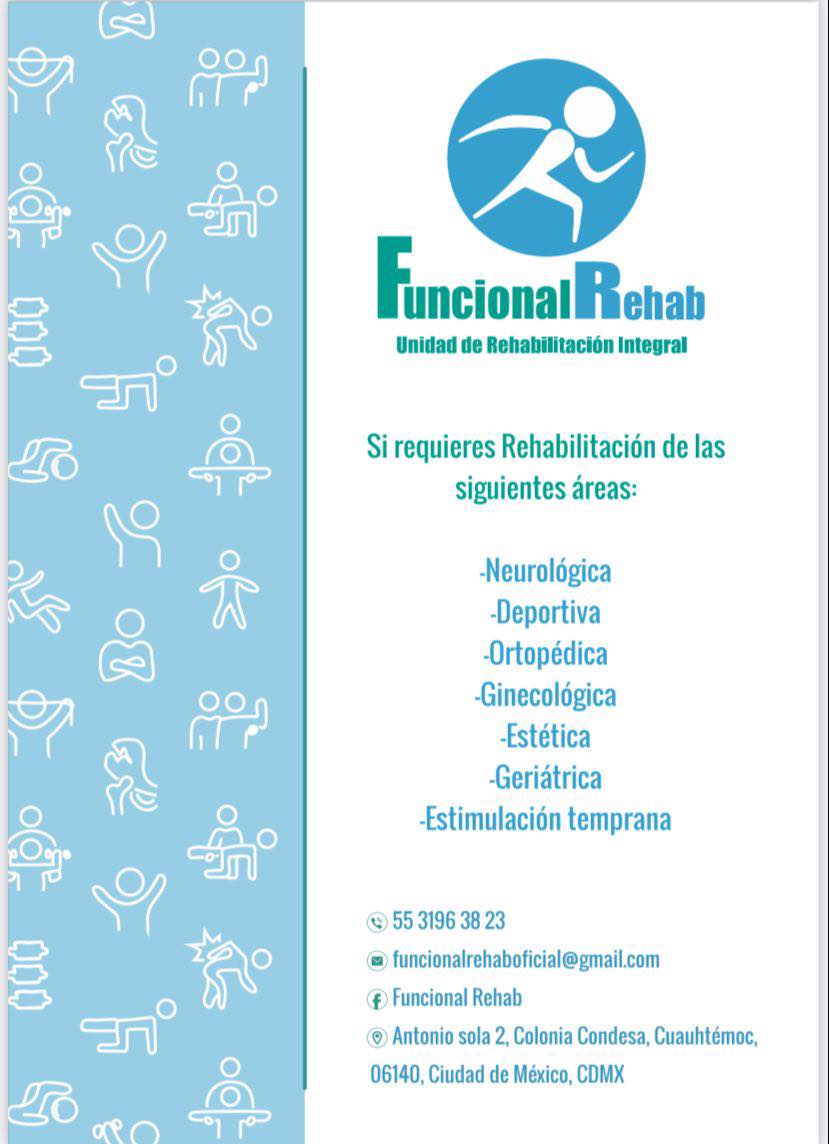 Funcional Rehab
Unidad de Rehabilitación Integral
Si requieres Rehabilitación de las
siguientes áreas:
-Neurológica
-Deportiva
-Ortopédica
-Ginecológica
-Estética
-Geriátrica
-Estimulación temprana
55 3196 38 23
funcionalrehaboficial@gmail.com
Funcional Rehab
Antonio sola 2, Colonia Condesa, Cuauhtémoc,
06140, Ciudad de México, CDMX